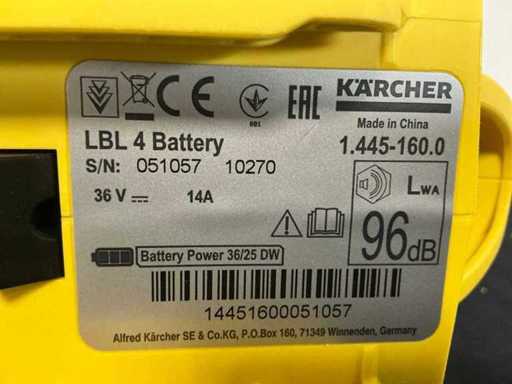 CE
EAC
KÄRCHER
001
Made in China
LBL 4 Battery
1.445-160.0
S/N: 051057 10270
36 V 14A
LWA
96dB
Battery Power 36/25 DW
14451600051057
Alfred Kärcher SE & Co.KG, P.O.Box 160, 71349 Winnenden, Germany